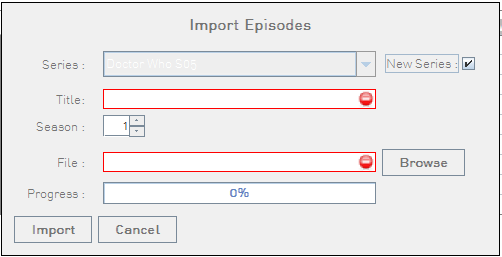 Import Episodes
Series : Doctor Who S05 New Series :
Title:
Season : 1
File : Browse
Progress : 0%
Import Cancel